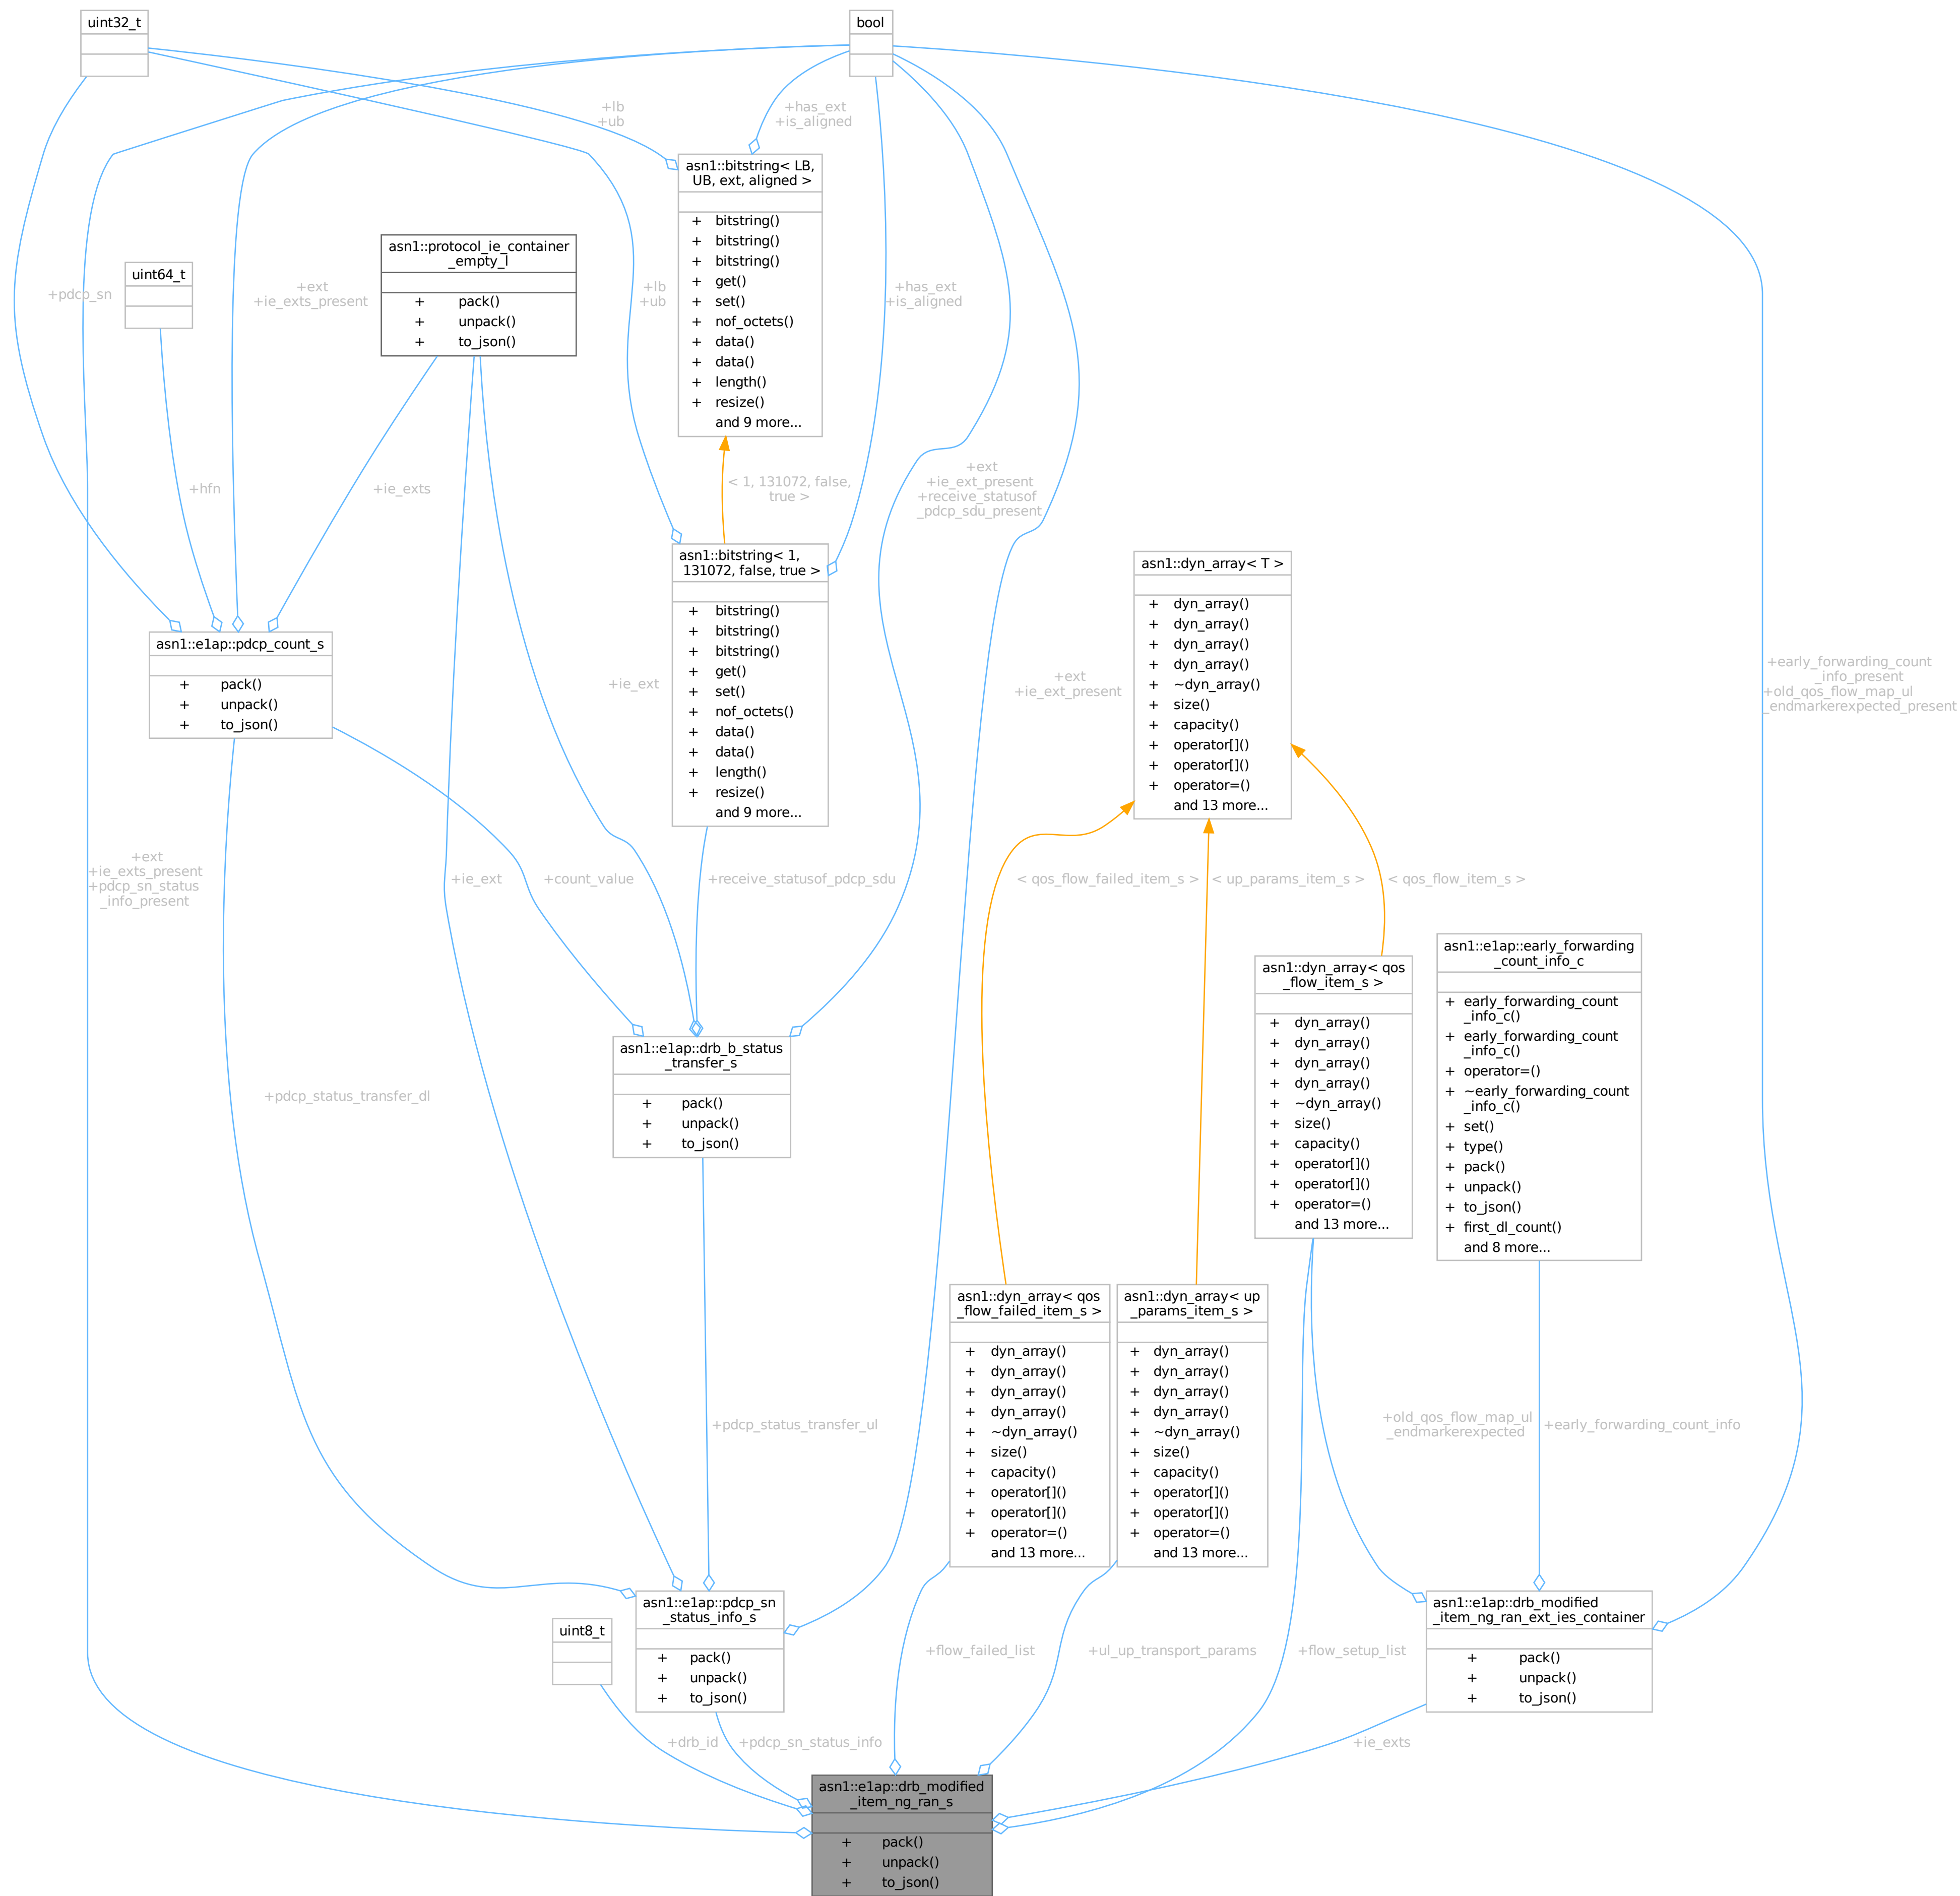 uint32_t
bool
+lb
+ub
+has_ext
+is_aligned
asn1::bitstring< LB,
UB, ext, aligned >
+ bitstring()
+ bitstring()
+ bitstring()
+ get()
+ set()
+ nof_octets()
+ data()
+ data()
+ length()
+ resize()
and 9 more...
asn1::protocol_ie_container
_empty_l
+ pack()
+ unpack()
+ to_json()
uint64_t
+pdcp_sn
+ext
+ie_exts_present
+lb
+ub
+has_ext
+is_aligned
+hfn
+ie_exts
< 1, 131072, false,
true >
+ext
+ie_ext_present
+receive_statusof
_pdcp_sdu_present
asn1::bitstring< 1,
131072, false, true >
+ bitstring()
+ bitstring()
+ bitstring()
+ get()
+ set()
+ nof_octets()
+ data()
+ data()
+ length()
+ resize()
and 9 more...
asn1::dyn_array< T >
+ dyn_array()
+ dyn_array()
+ dyn_array()
+ dyn_array()
+ ~dyn_array()
+ size()
+ capacity()
+ operator[]()
+ operator[]()
+ operator=()
and 13 more...
asn1::e1ap::pdcp_count_s
+ pack()
+ unpack()
+ to_json()
+ie_ext
+ext
+ie_ext_present
+early_forwarding_count
_info_present
+old_qos_flow_map_ul
_endmarkerexpected_present
+ext
+ie_exts_present
+pdcp_sn_status
_info_present
+ie_ext
+count_value
+receive_statusof_pdcp_sdu
< qos_flow_failed_item_s >
< up_params_item_s >
< qos_flow_item_s >
asn1::e1ap::early_forwarding
_count_info_c
+ early_forwarding_count
_info_c()
+ early_forwarding_count
_info_c()
+ operator=()
+ ~early_forwarding_count
_info_c()
+ set()
+ type()
+ pack()
+ unpack()
+ to_json()
+ first_dl_count()
and 8 more...
asn1::dyn_array< qos
_flow_item_s >
+ dyn_array()
+ dyn_array()
+ dyn_array()
+ dyn_array()
+ ~dyn_array()
+ size()
+ capacity()
+ operator[]()
+ operator[]()
+ operator=()
and 13 more...
asn1::e1ap::drb_b_status
_transfer_s
+ pack()
+ unpack()
+ to_json()
+pdcp_status_transfer_dl
asn1::dyn_array< qos
_flow_failed_item_s >
+ dyn_array()
+ dyn_array()
+ dyn_array()
+ dyn_array()
+ ~dyn_array()
+ size()
+ capacity()
+ operator[]()
+ operator[]()
+ operator=()
and 13 more...
asn1::dyn_array< up
_params_item_s >
+ dyn_array()
+ dyn_array()
+ dyn_array()
+ dyn_array()
+ ~dyn_array()
+ size()
+ capacity()
+ operator[]()
+ operator[]()
+ operator=()
and 13 more...
+pdcp_status_transfer_ul
+old_qos_flow_map_ul
_endmarkerexpected
+early_forwarding_count_info
uint8_t
asn1::e1ap::pdcp_sn
_status_info_s
+ pack()
+ unpack()
+ to_json()
asn1::e1ap::drb_modified
_item_ng_ran_ext_ies_container
+ pack()
+ unpack()
+ to_json()
+flow_failed_list
+ul_up_transport_params
+flow_setup_list
+drb_id
+pdcp_sn_status_info
+ie_exts
asn1::e1ap::drb_modified
_item_ng_ran_s
+ pack()
+ unpack()
+ to_json()